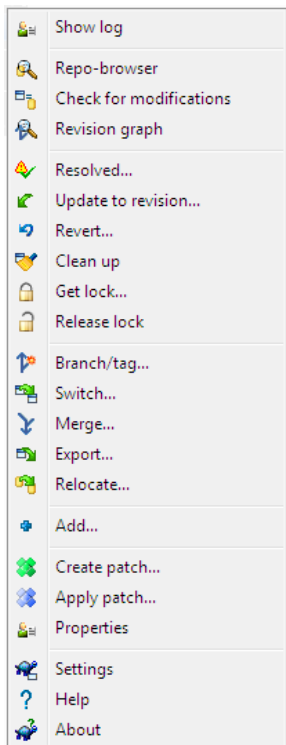 Show log
Repo-browser
Check for modifications
Revision graph
Resolved...
Update to revision...
Revert...
Clean up
Get lock...
Release lock
Branch/tag...
Switch...
Merge...
Export...
Relocate...
Add...
Create patch...
Apply patch...
Properties
Settings
Help
About